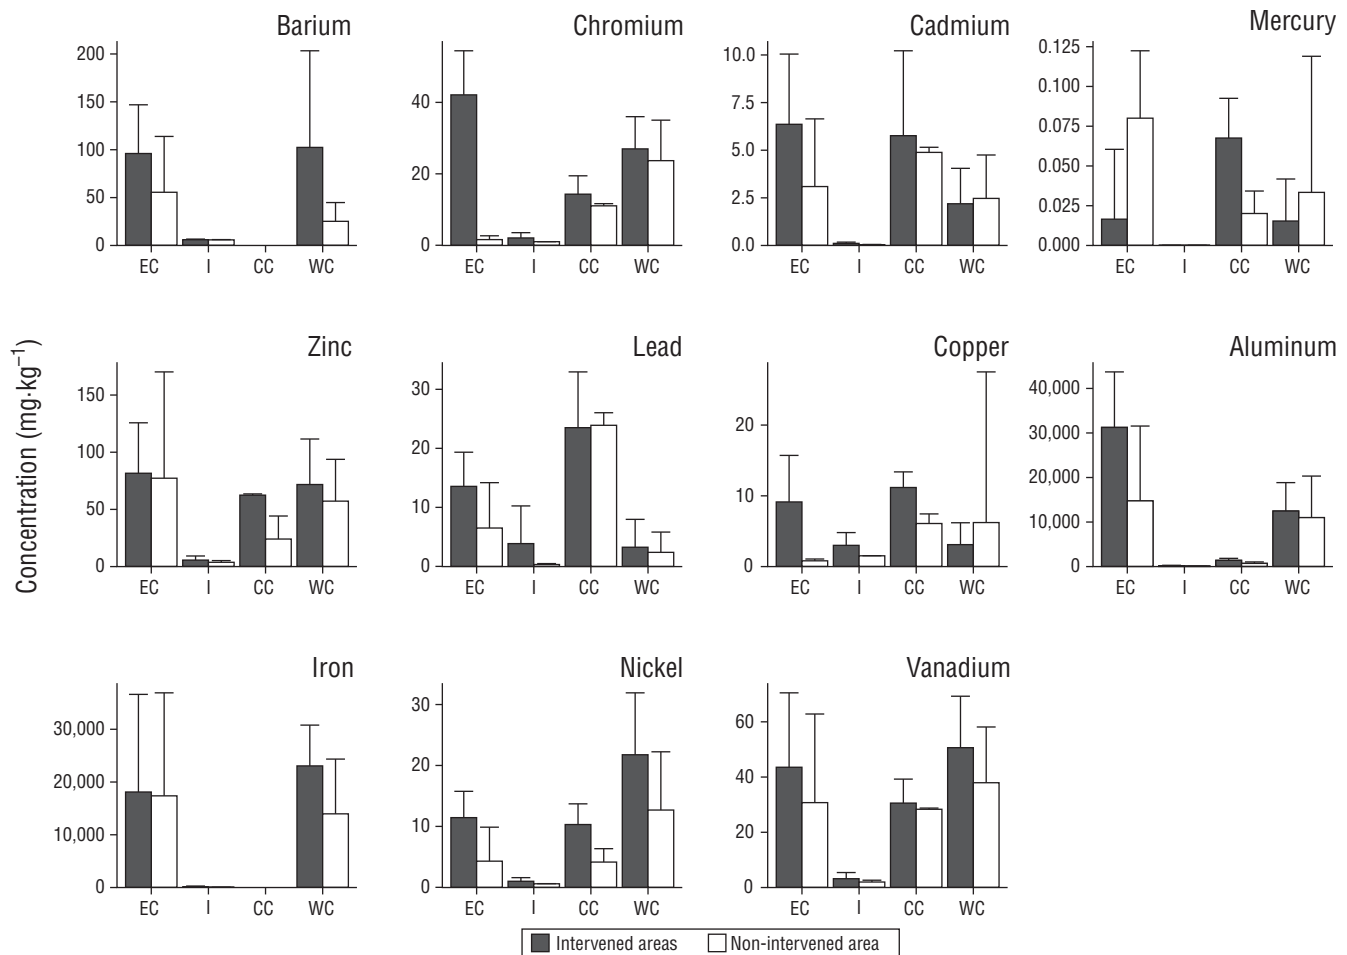 Barium Chromium Cadmium Mercury
200
150
100
50
0
EC I CC WC
40
20
0
EC I CC WC
10.0
7.5
5.0
2.5
0.0
EC I CC WC
0.125
0.100
0.075
0.050
0.025
0.000
EC I CC WC
Concentration (mg·kg⁻¹)
Zinc Lead Copper Aluminum
150
100
50
0
EC I CC WC
30
20
10
0
EC I CC WC
20
10
0
EC I CC WC
40,000
30,000
20,000
10,000
0
EC I CC WC
Iron Nickel Vanadium
30,000
20,000
10,000
0
EC I CC WC
30
20
10
0
EC I CC WC
60
40
20
0
EC I CC WC
Intervened areas Non-intervened area